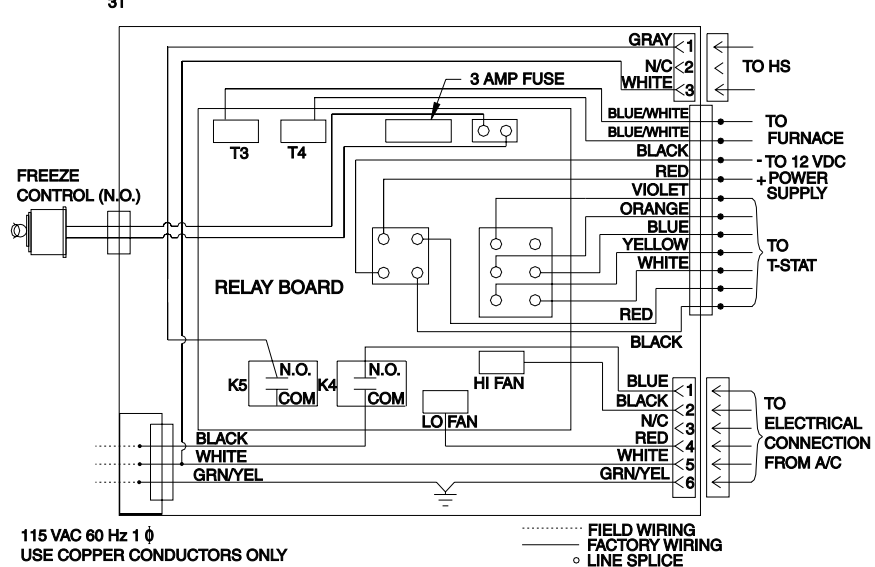 31
GRAY 1
N/C 2
WHITE 3
TO HS
3 AMP FUSE
BLUE/WHITE
BLUE/WHITE
TO
FURNACE
BLACK
RED
- TO 12 VDC
+ POWER
SUPPLY
T3
T4
FREEZE
CONTROL (N.O.)
VIOLET
ORANGE
BLUE
YELLOW
WHITE
TO
T-STAT
RELAY BOARD
RED
BLACK
K5
N.O.
COM
K4
N.O.
COM
HI FAN
LO FAN
BLUE 1
BLACK 2
N/C 3
RED 4
WHITE 5
GRN/YEL 6
TO
ELECTRICAL
CONNECTION
FROM A/C
BLACK
WHITE
GRN/YEL
115 VAC 60 Hz 1 ϕ
USE COPPER CONDUCTORS ONLY
FIELD WIRING
FACTORY WIRING
LINE SPLICE